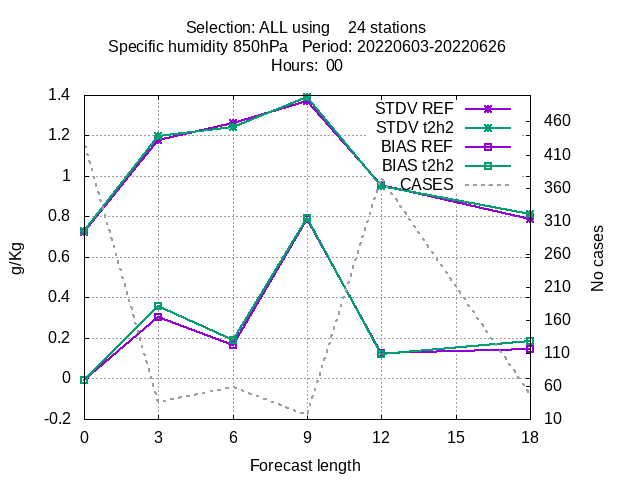 Selection: ALL using 24 stations
Specific humidity 850hPa Period: 20220603-20220626
Hours: 00
STDV REF
STDV t2h2
BIAS REF
BIAS t2h2
CASES
g/Kg
1.4
1.2
1
0.8
0.6
0.4
0.2
0
-0.2
460
410
360
310
260
210
160
110
60
10
No cases
0 3 6 9 12 15 18
Forecast length